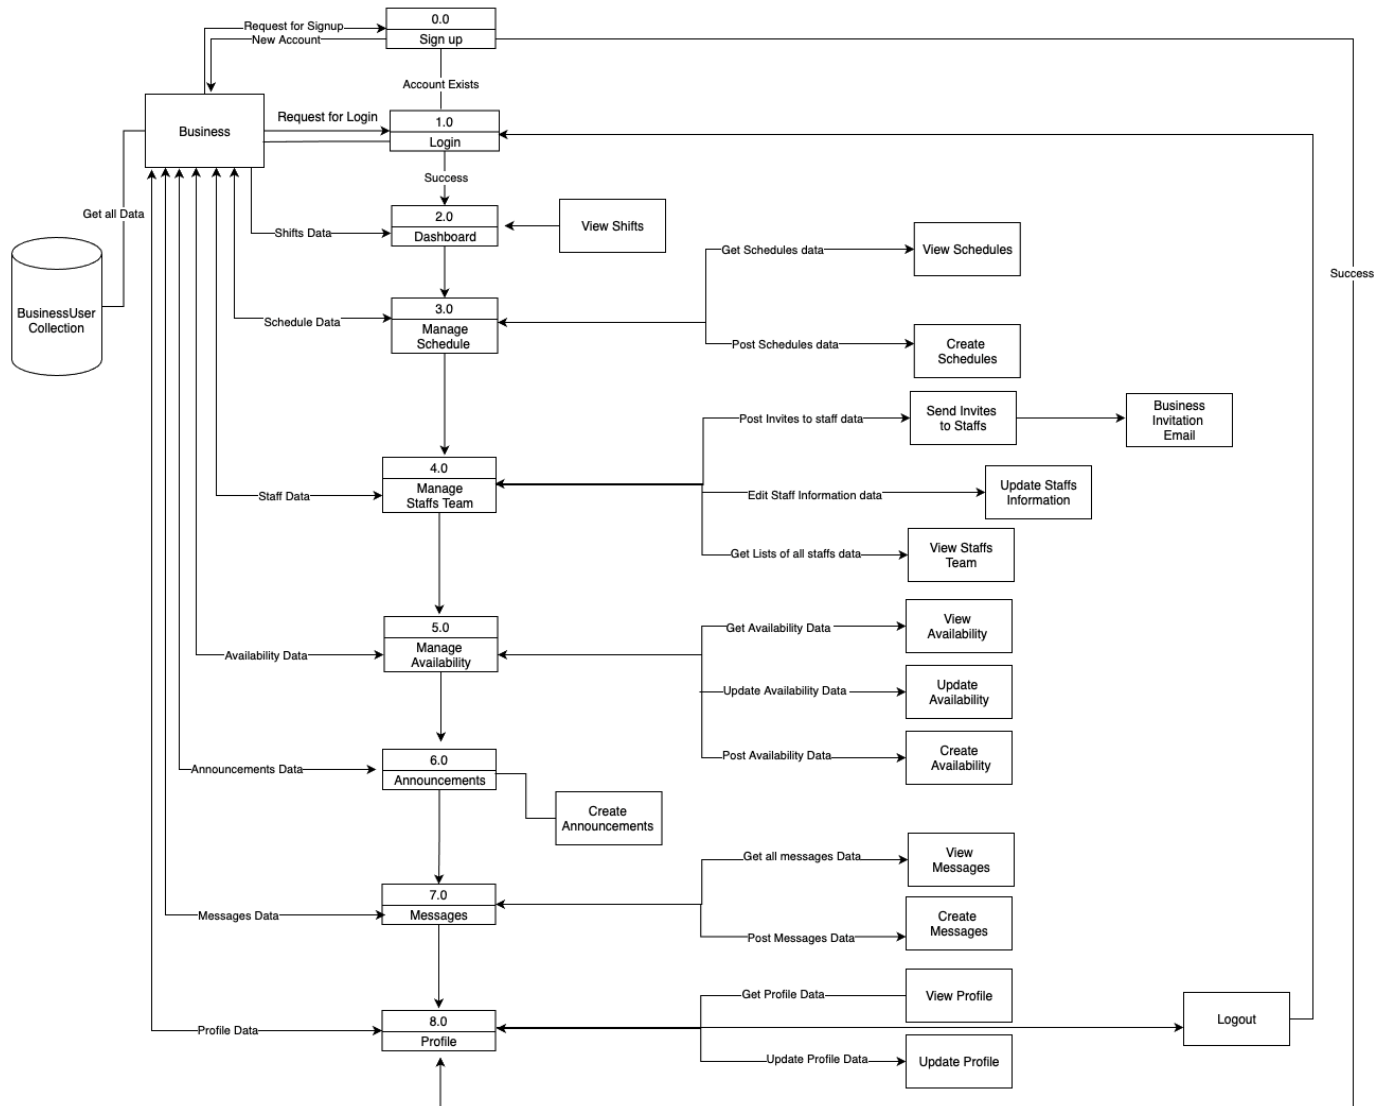 0.0
Request for Signup
New Account
Sign up
Account Exists
Request for Login
1.0
Business
Login
Success
Get all Data
2.0
View Shifts
Shifts Data
Dashboard
Get Schedules data
View Schedules
Success
BusinessUser
Collection
3.0
Schedule Data
Manage
Schedule
Post Schedules data
Create
Schedules
Post Invites to staff data
Send Invites
to Staffs
Business
Invitation
Email
4.0
Staff Data
Manage
Staffs Team
Edit Staff Information data
Update Staffs
Information
Get Lists of all staffs data
View Staffs
Team
5.0
Get Availability Data
View
Availability
Availability Data
Manage
Availability
Update Availability Data
Update
Availability
Post Availability Data
Create
Availability
6.0
Announcements Data
Announcements
Create
Announcements
Get all messages Data
View
Messages
7.0
Messages Data
Messages
Post Messages Data
Create
Messages
Get Profile Data
View Profile
8.0
Profile Data
Profile
Logout
Update Profile Data
Update Profile